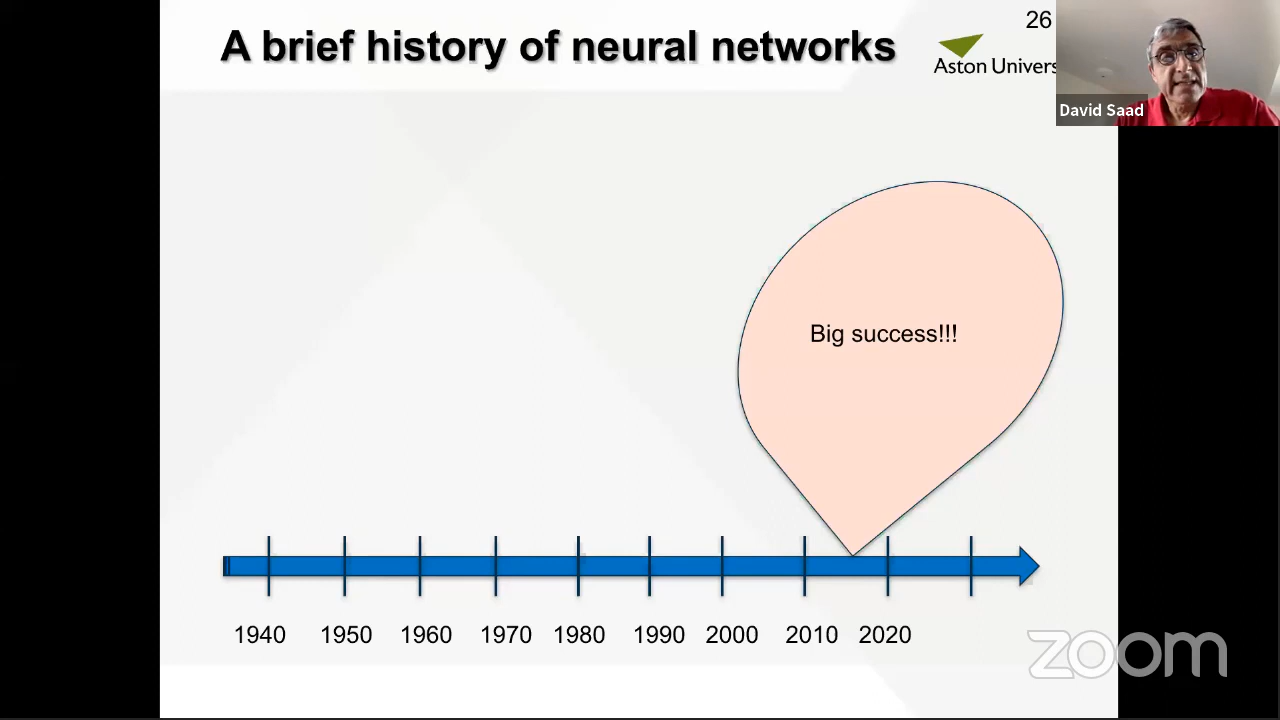 A brief history of neural networks
26
Aston Univers
David Saad
Big success!!!
1940 1950 1960 1970 1980 1990 2000 2010 2020
zoom